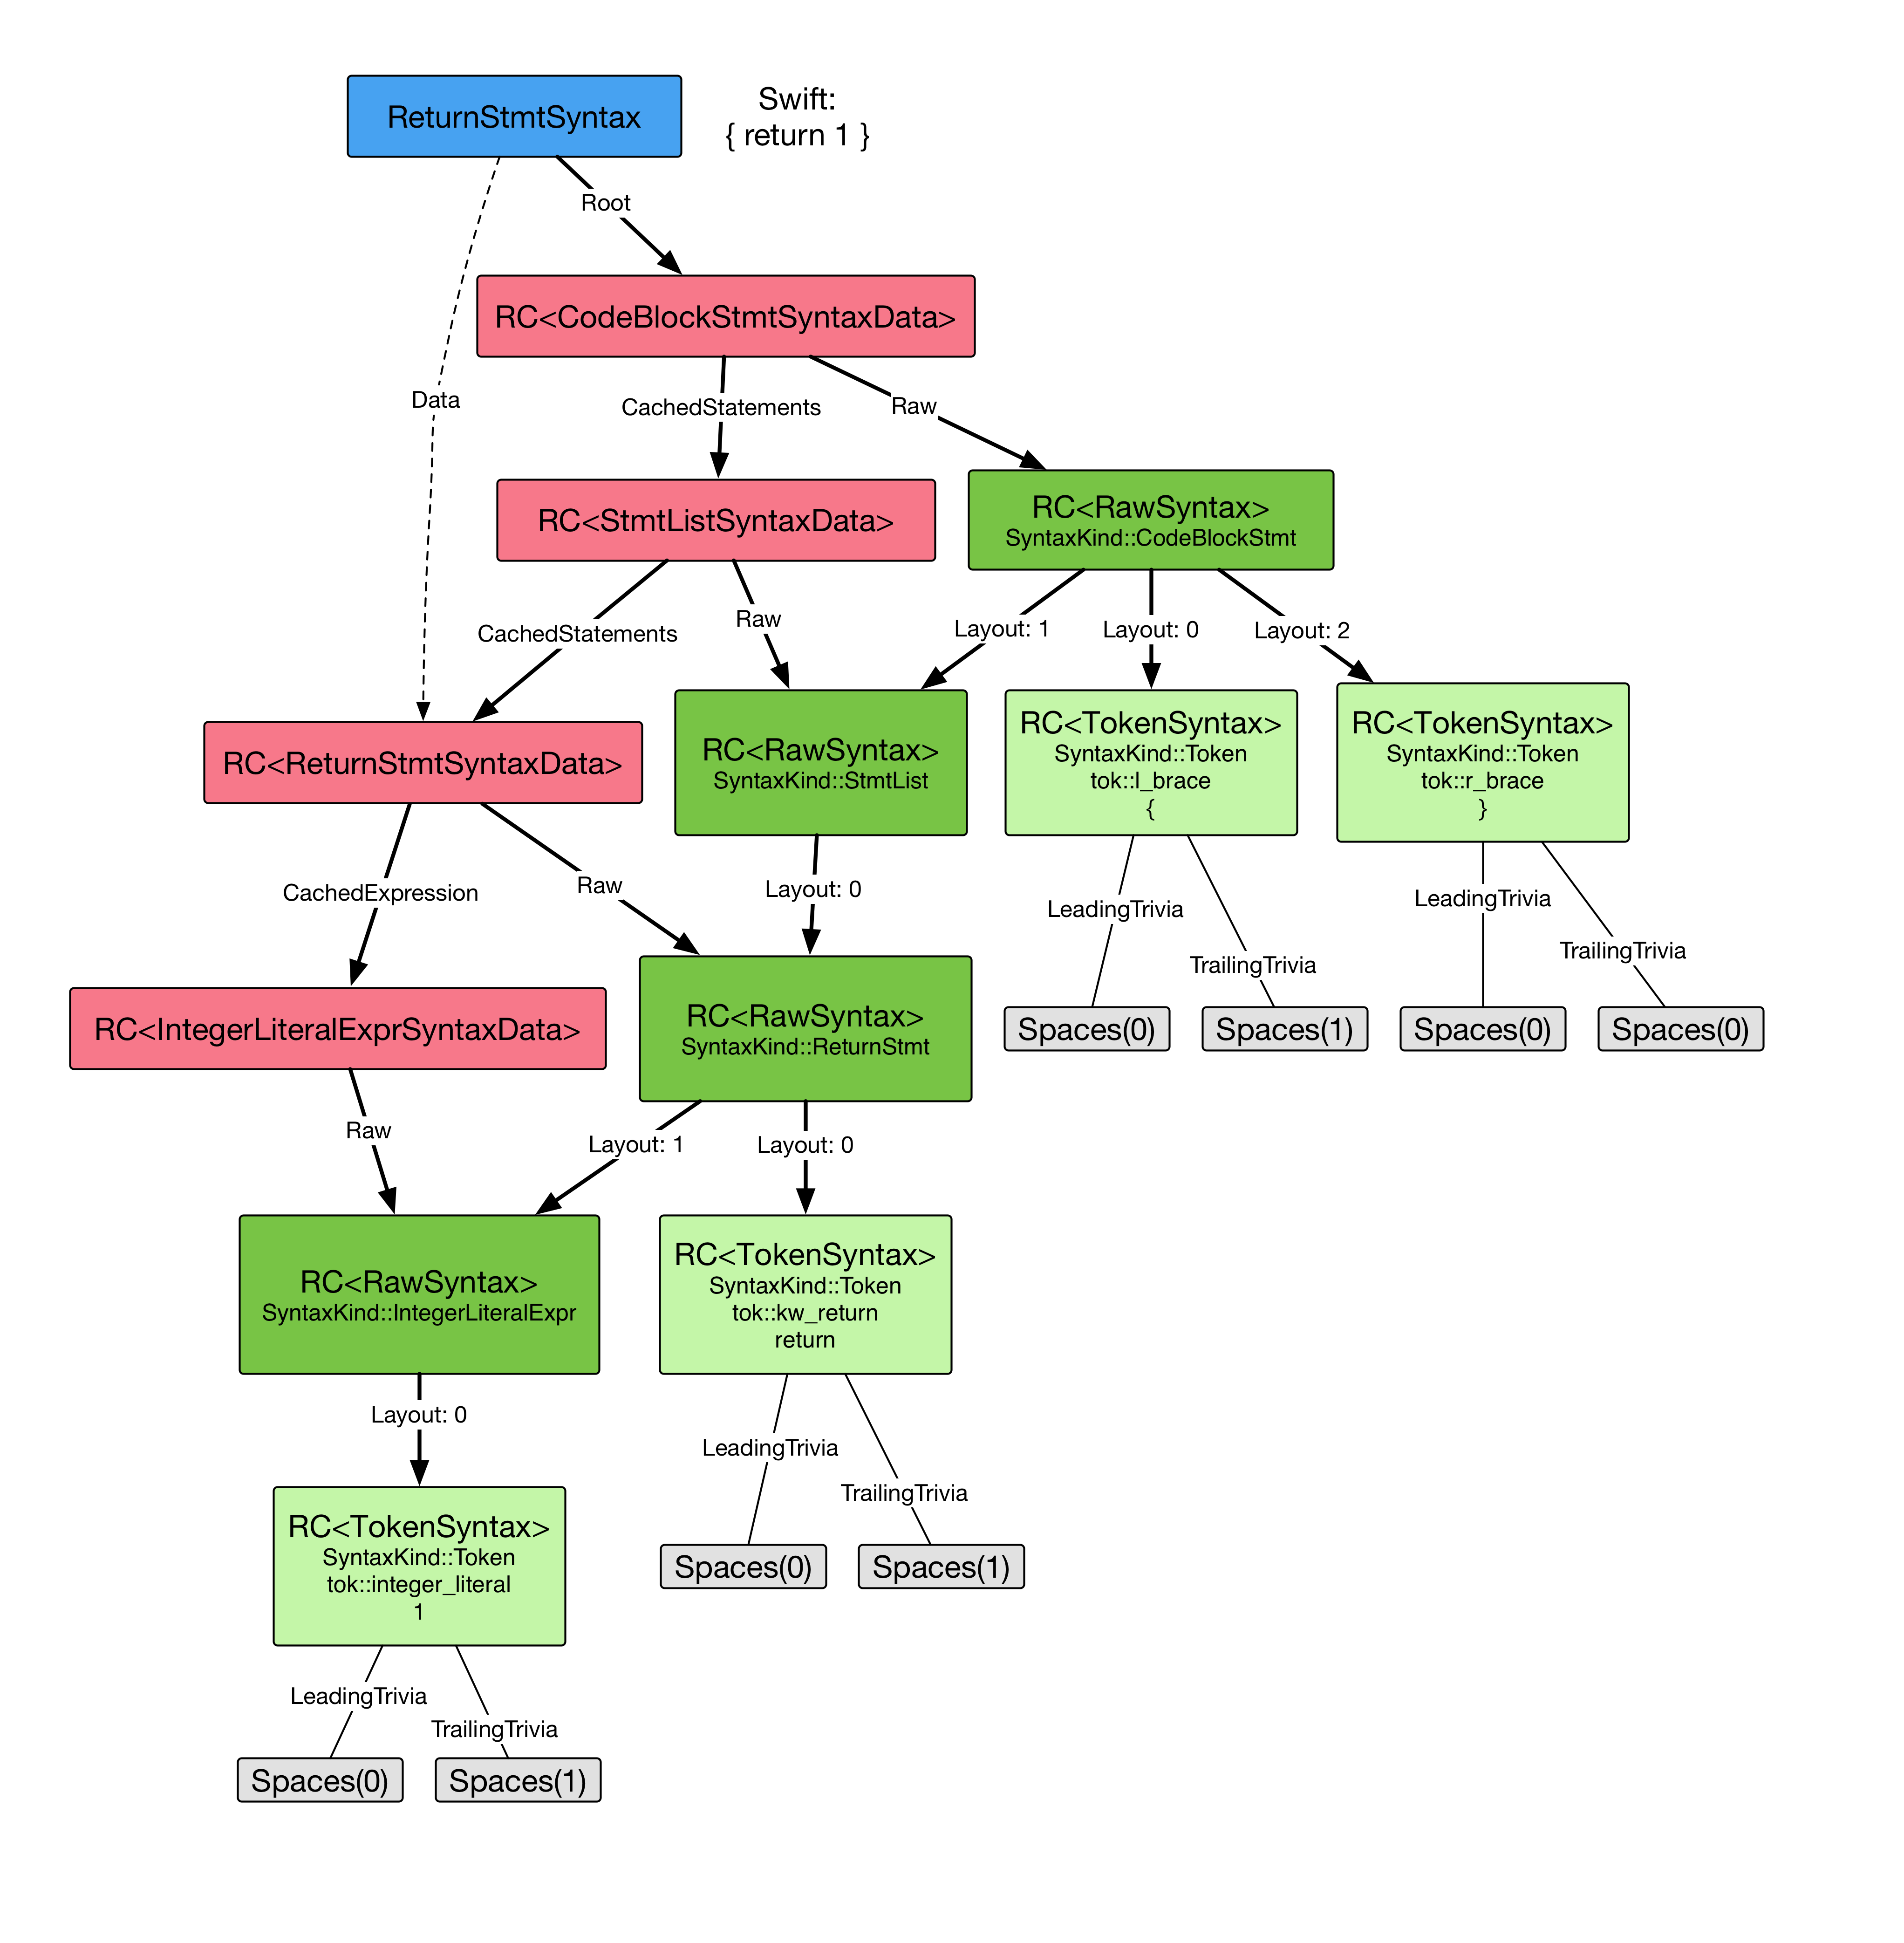 ReturnStmtSyntax
Swift:
{ return 1 }
Root
RC<CodeBlockStmtSyntaxData>
Data
CachedStatements
Raw
RC<StmtListSyntaxData>
RC<RawSyntax>
SyntaxKind::CodeBlockStmt
CachedStatements
Raw
Layout: 1
Layout: 0
Layout: 2
RC<ReturnStmtSyntaxData>
RC<RawSyntax>
SyntaxKind::StmtList
RC<TokenSyntax>
SyntaxKind::Token
tok::l_brace
{
RC<TokenSyntax>
SyntaxKind::Token
tok::r_brace
}
CachedExpression
Raw
Layout: 0
LeadingTrivia
TrailingTrivia
LeadingTrivia
TrailingTrivia
RC<IntegerLiteralExprSyntaxData>
RC<RawSyntax>
SyntaxKind::ReturnStmt
Spaces(0)
Spaces(1)
Spaces(0)
Spaces(0)
Raw
Layout: 1
Layout: 0
RC<RawSyntax>
SyntaxKind::IntegerLiteralExpr
RC<TokenSyntax>
SyntaxKind::Token
tok::kw_return
return
Layout: 0
LeadingTrivia
TrailingTrivia
RC<TokenSyntax>
SyntaxKind::Token
tok::integer_literal
1
Spaces(0)
Spaces(1)
LeadingTrivia
TrailingTrivia
Spaces(0)
Spaces(1)